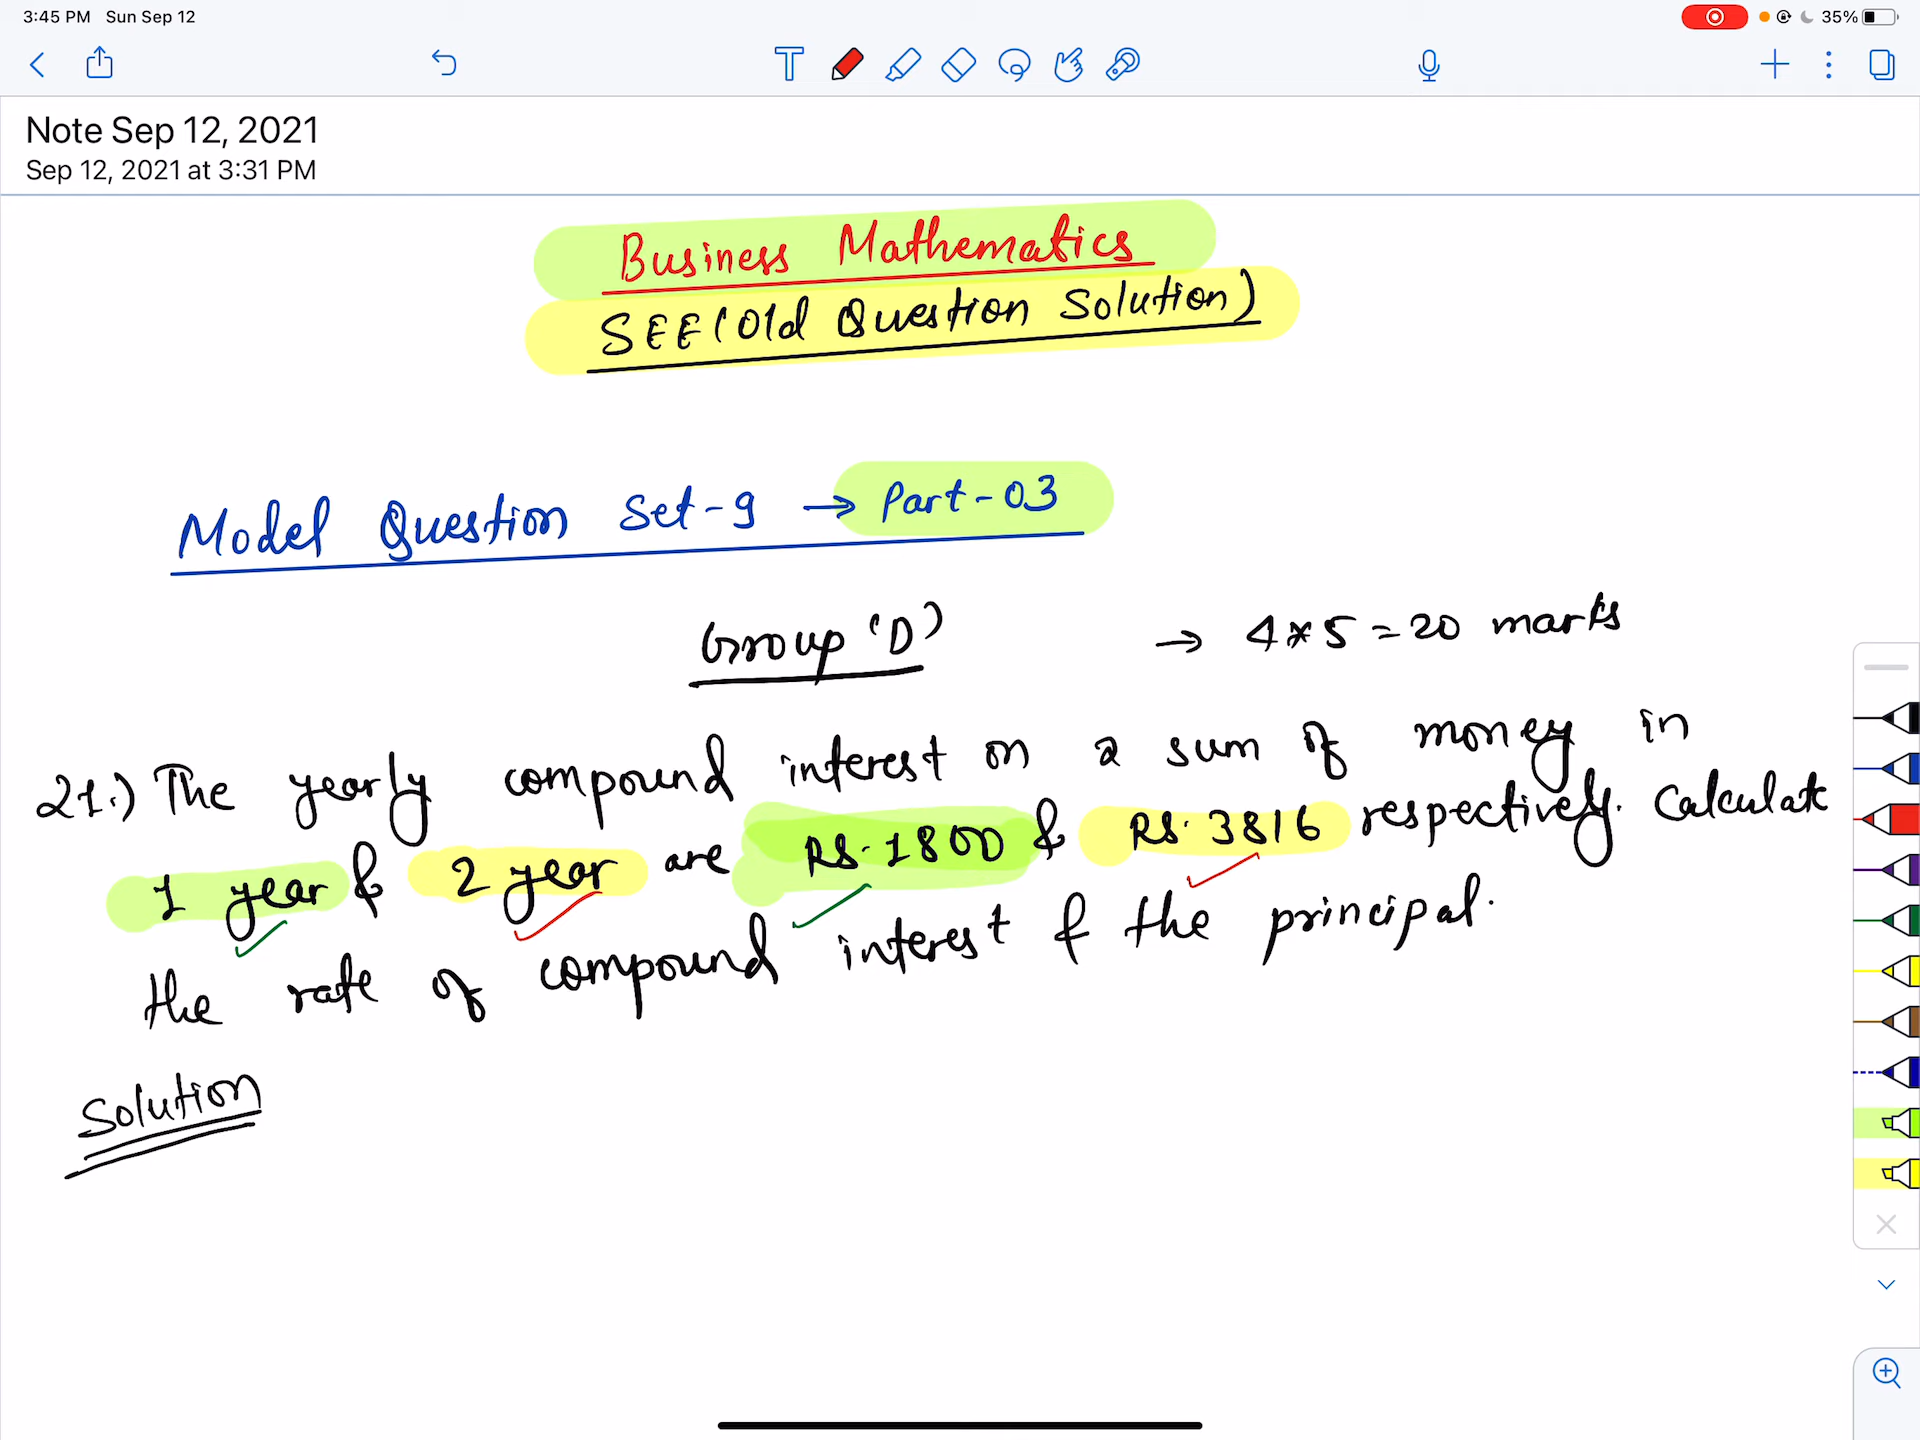 3:45 PM Sun Sep 12
35%
Note Sep 12, 2021
Sep 12, 2021 at 3:31 PM
Business Mathematics
SEE (Old Question Solution)
Model Question Set-9 → Part-03
Group 'D' → 4*5=20 marks
21.) The yearly compound interest on a sum of money in
1 year & 2 year are RS.1800 & RS.3816 respectively. Calculate
the rate of compound interest & the principal.
Solution